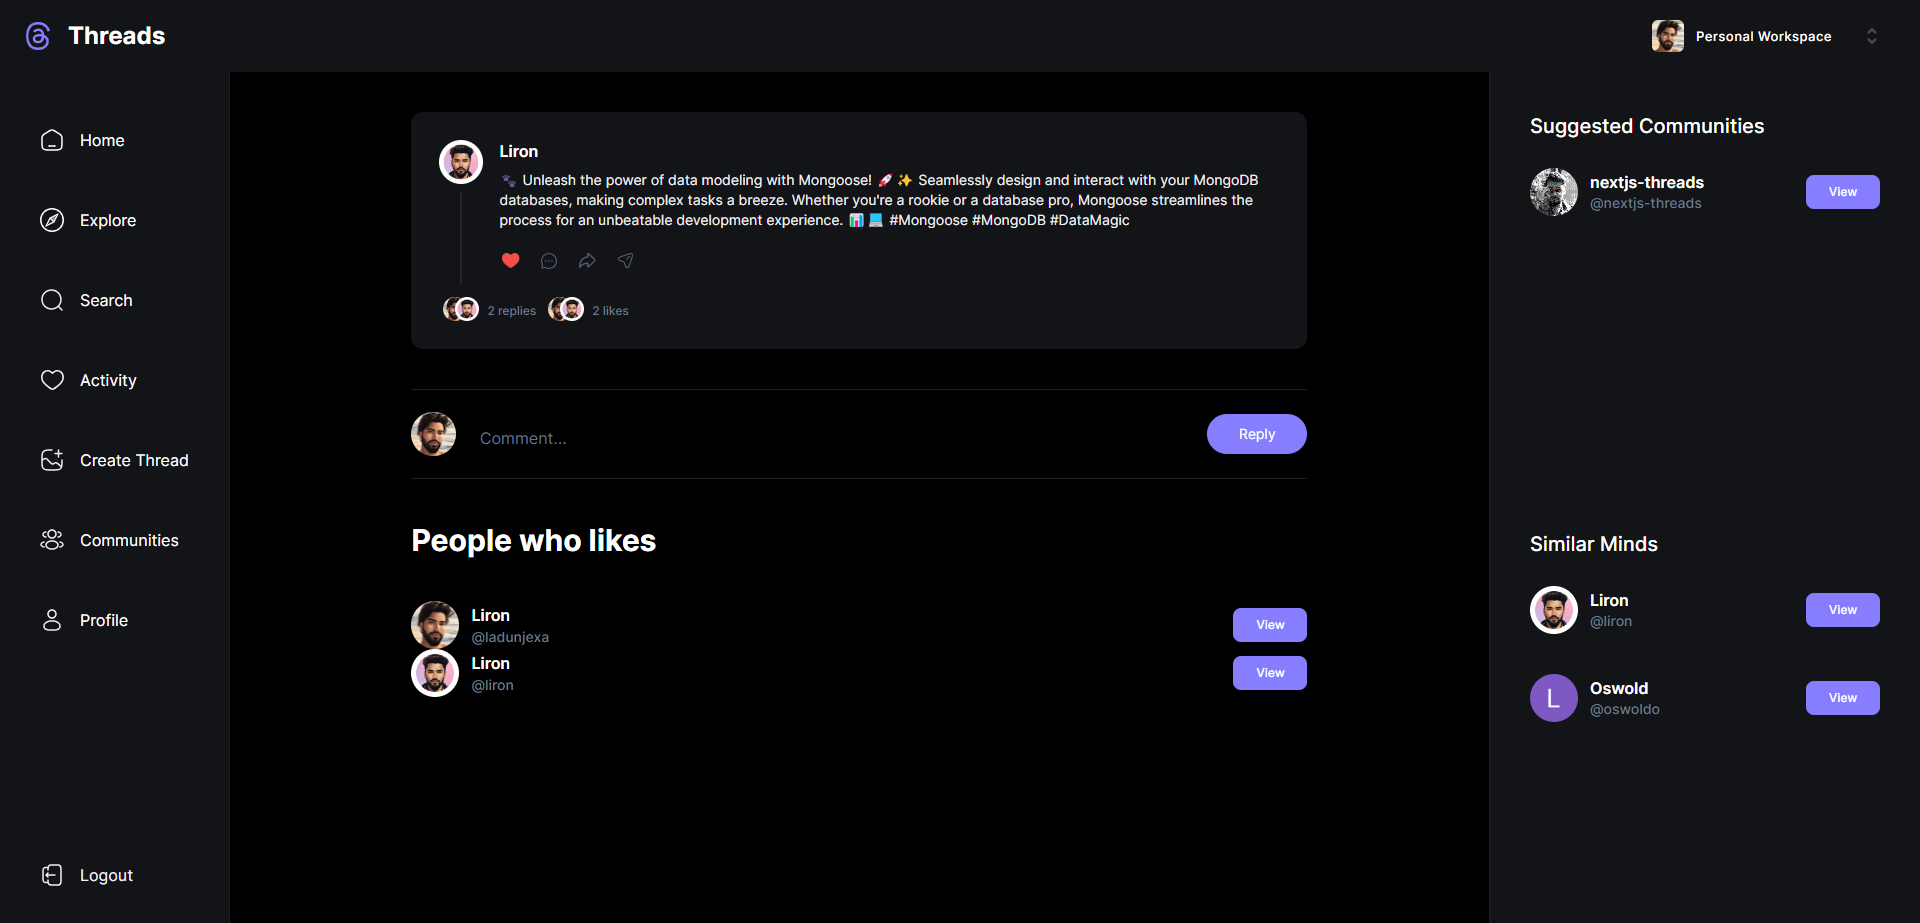 Threads
Personal Workspace
Home
Explore
Search
Activity
Create Thread
Communities
Profile
Logout
Liron
🐾 Unleash the power of data modeling with Mongoose! 🚀 ✨ Seamlessly design and interact with your MongoDB
databases, making complex tasks a breeze. Whether you're a rookie or a database pro, Mongoose streamlines the
process for an unbeatable development experience. 📊 💻 #Mongoose #MongoDB #DataMagic
2 replies 2 likes
Comment...
Reply
People who likes
Liron
@ladunjexa
View
Liron
@liron
View
Suggested Communities
nextjs-threads
@nextjs-threads
View
Similar Minds
Liron
@liron
View
L
Oswold
@oswoldo
View